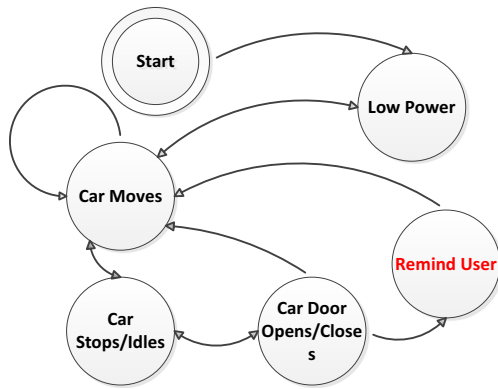 Start
Low Power
Car Moves
Remind User
Car
Stops/Idles
Car Door
Opens/Close
s